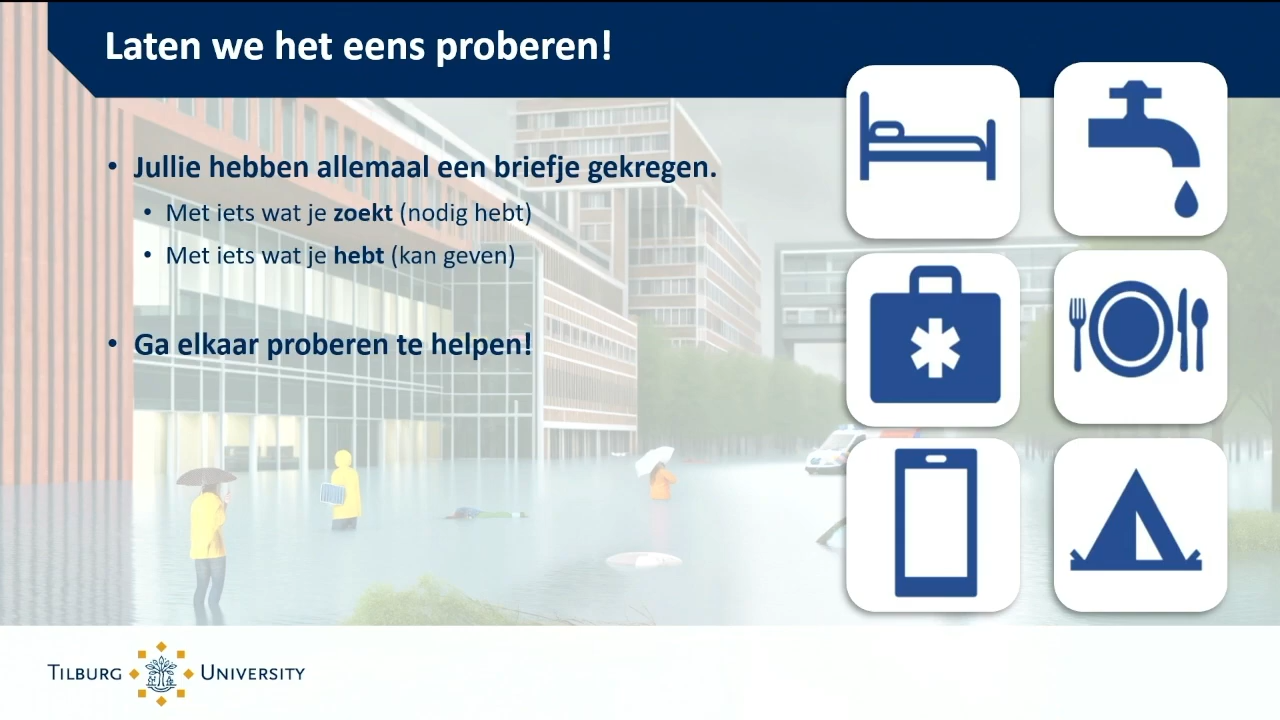 Laten we het eens proberen!
• Jullie hebben allemaal een briefje gekregen.
• Met iets wat je zoekt (nodig hebt)
• Met iets wat je hebt (kan geven)
• Ga elkaar proberen te helpen!
TILBURG UNIVERSITY